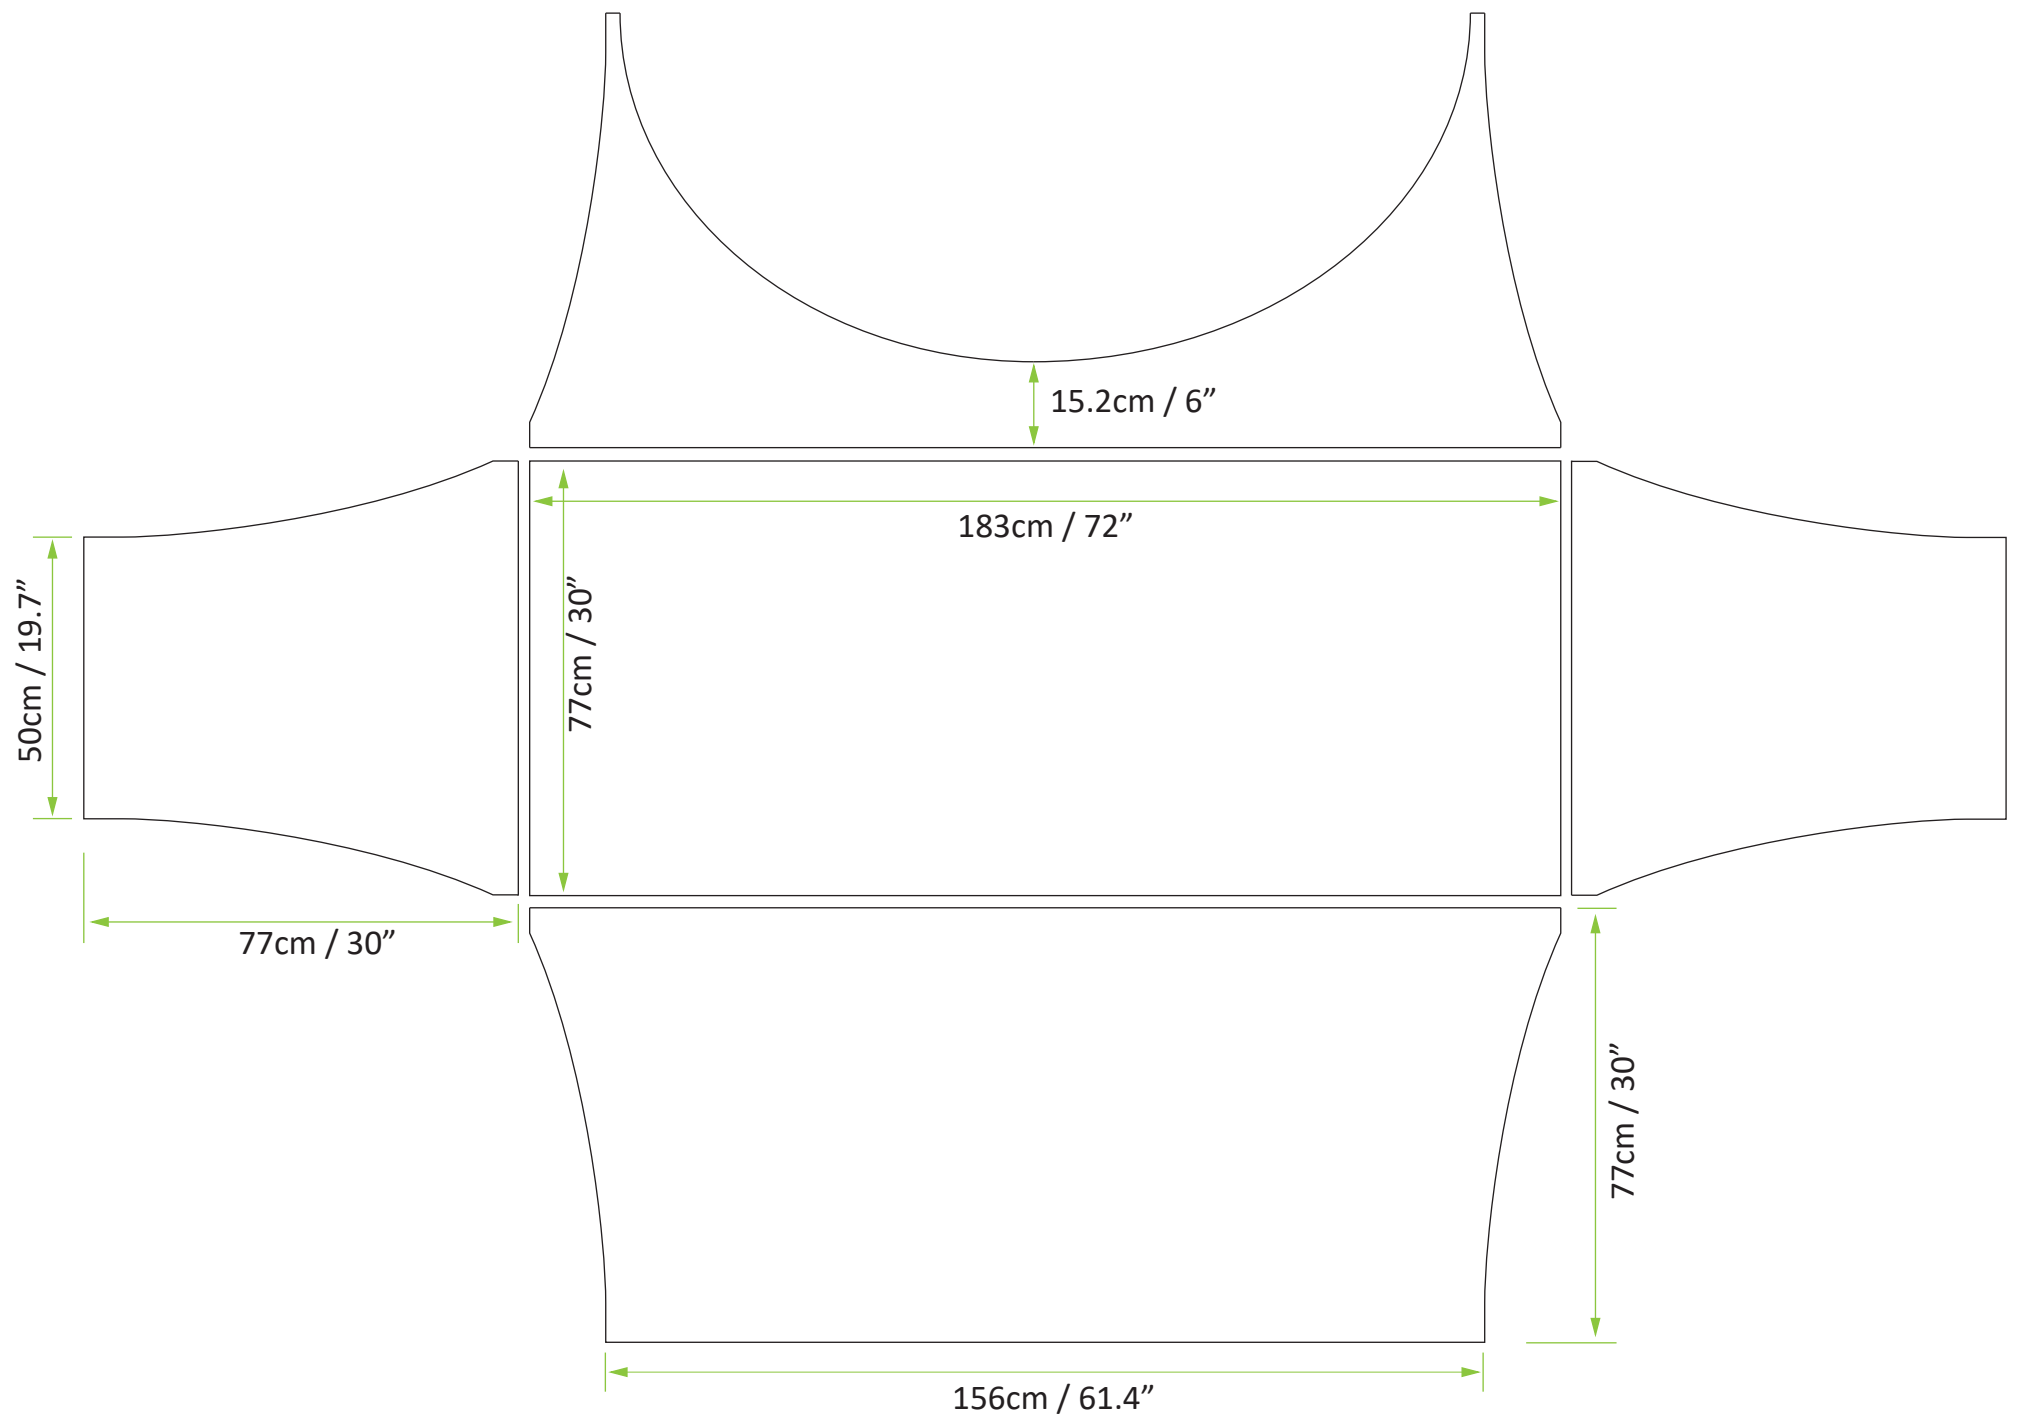 15.2cm / 6”
183cm / 72”
77cm / 30”
50cm / 19.7”
77cm / 30”
77cm / 30”
156cm / 61.4”